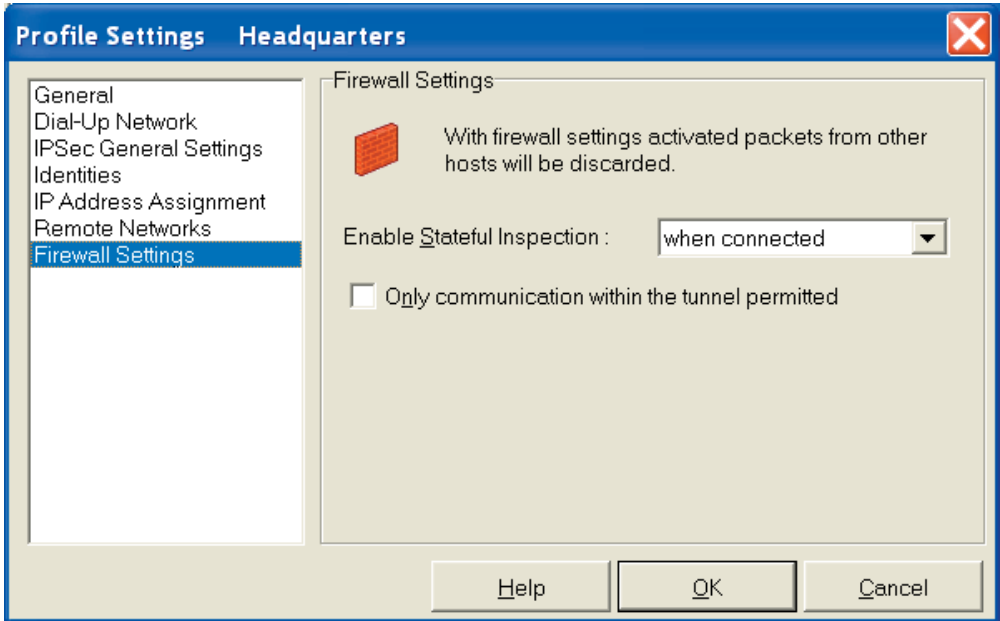 Profile Settings Headquarters
General
Dial-Up Network
IPSec General Settings
Identities
IP Address Assignment
Remote Networks
Firewall Settings
Firewall Settings
With firewall settings activated packets from other
hosts will be discarded.
Enable Stateful Inspection :
when connected
Only communication within the tunnel permitted
Help
OK
Cancel